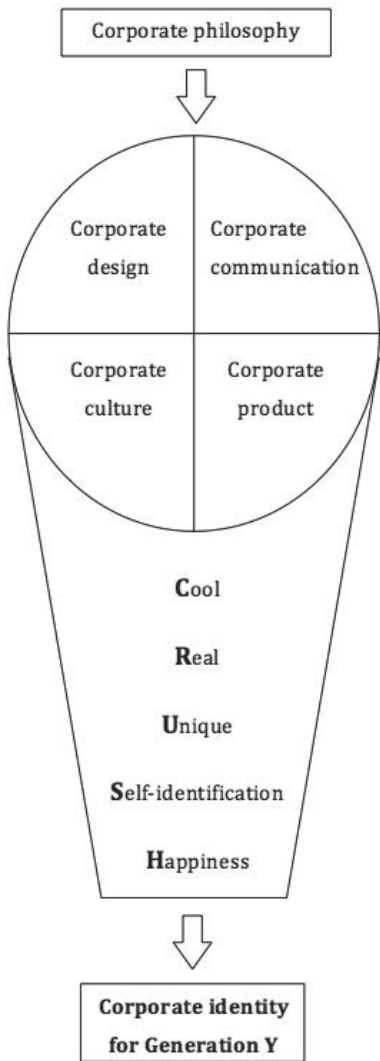 Corporate philosophy
Corporate
design
Corporate
communication
Corporate
culture
Corporate
product
Cool
Real
Unique
Self-identification
Happiness
Corporate identity
for Generation Y